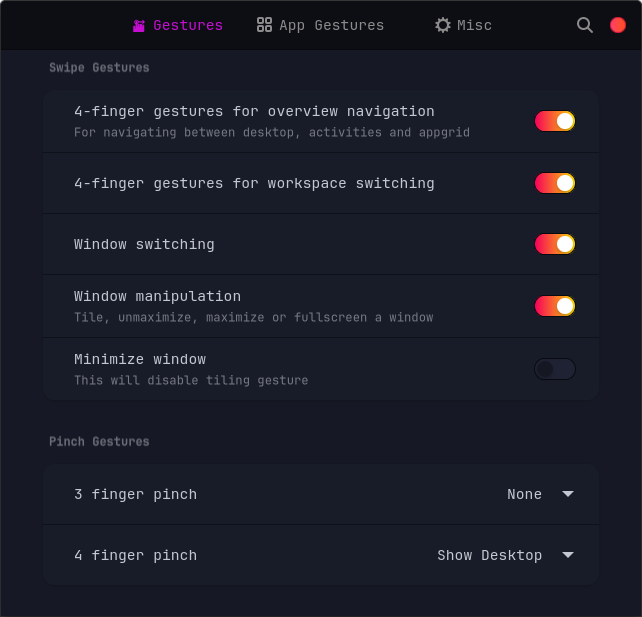 Gestures App Gestures Misc
Swipe Gestures
4-finger gestures for overview navigation
For navigating between desktop, activities and appgrid
4-finger gestures for workspace switching
Window switching
Window manipulation
Tile, unmaximize, maximize or fullscreen a window
Minimize window
This will disable tiling gesture
Pinch Gestures
3 finger pinch None
4 finger pinch Show Desktop